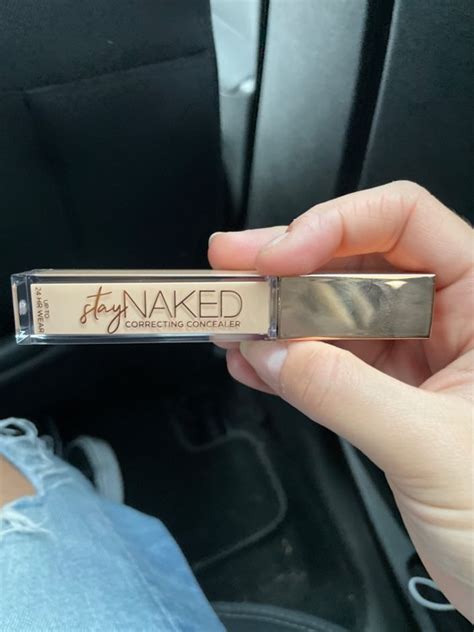 stay NAKED
CORRECTING CONCEALER
UP TO
24 HR WEAR